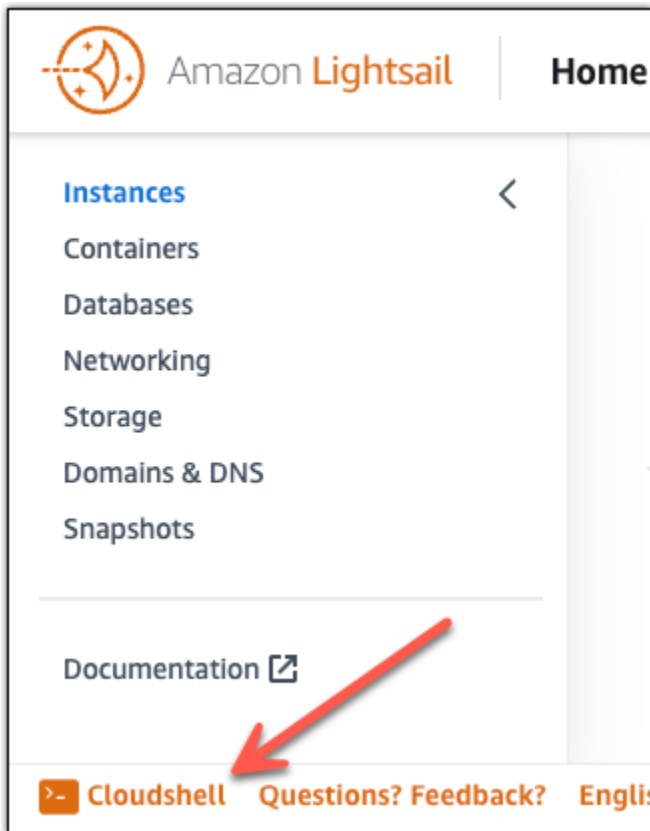 Amazon Lightsail Home
Instances
Containers
Databases
Networking
Storage
Domains & DNS
Snapshots
Documentation
Cloudshell Questions? Feedback?